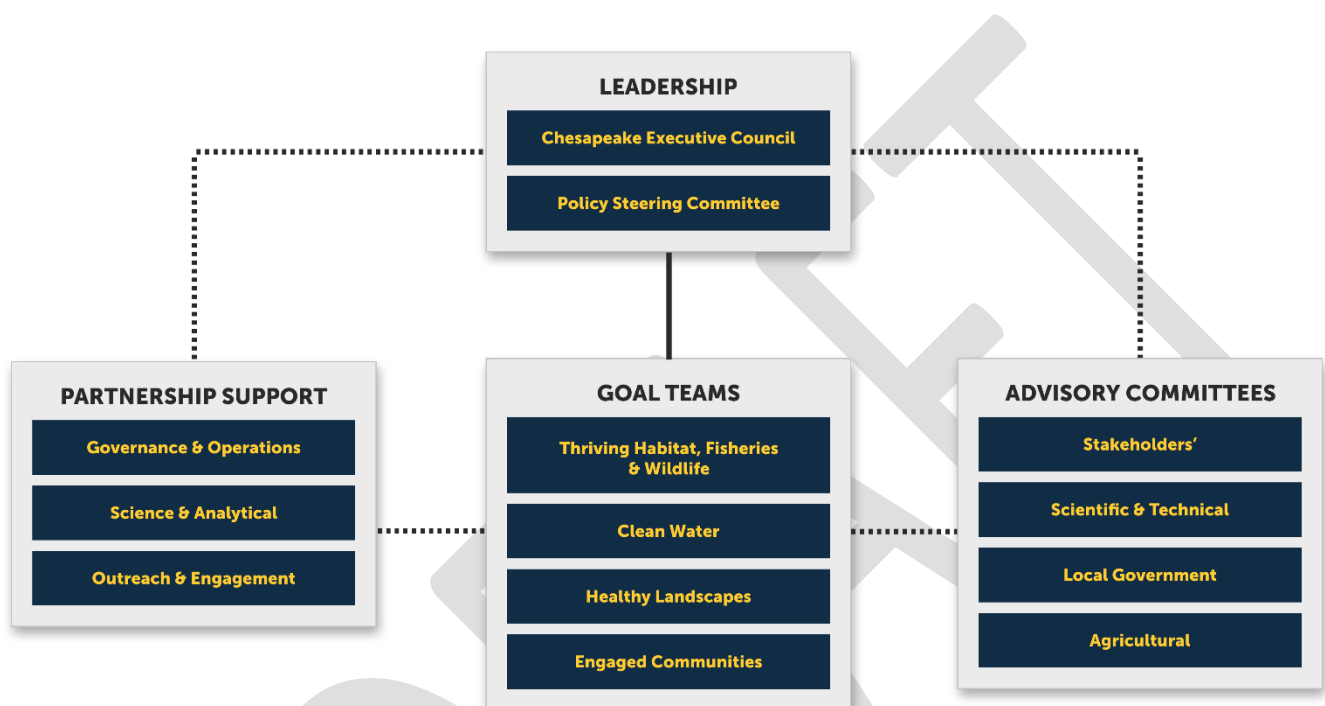 LEADERSHIP
Chesapeake Executive Council
Policy Steering Committee
PARTNERSHIP SUPPORT
Governance & Operations
Science & Analytical
Outreach & Engagement
GOAL TEAMS
Thriving Habitat, Fisheries
& Wildlife
Clean Water
Healthy Landscapes
Engaged Communities
ADVISORY COMMITTEES
Stakeholders’
Scientific & Technical
Local Government
Agricultural